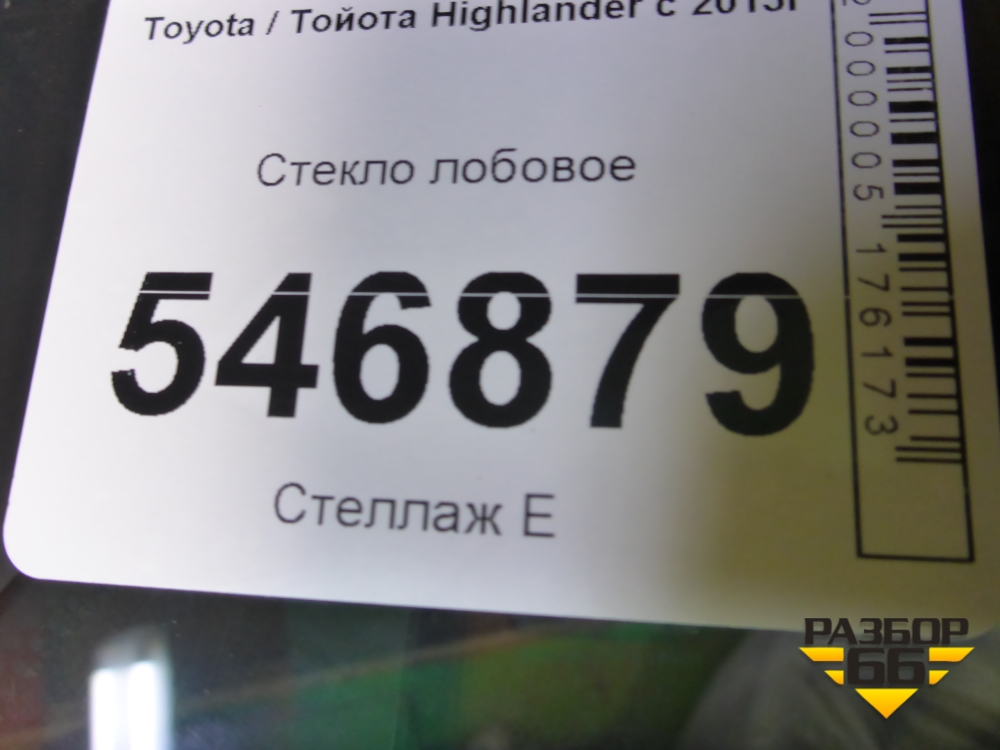 Toyota / Тойота Highlander с 2013г
Стекло лобовое
546879
Стеллаж Е
2000005176173
РАЗБОР
66